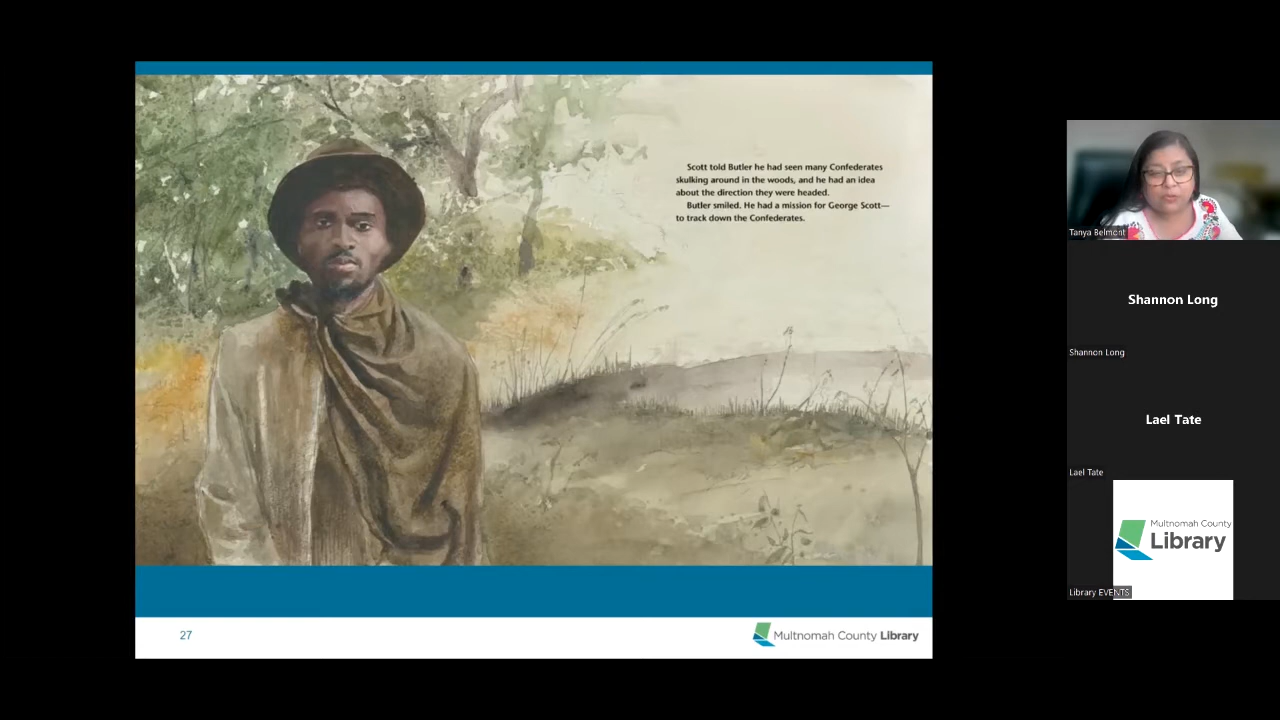 Scott told Butler he had seen many Confederates
skulking around in the woods, and he had an idea
about the direction they were headed.
Butler smiled. He had a mission for George Scott—
to track down the Confederates.
27
Multnomah County Library
Tanya Belmont
Shannon Long
Shannon Long
Lael Tate
Lael Tate
Multnomah County
Library
Library EVENTS